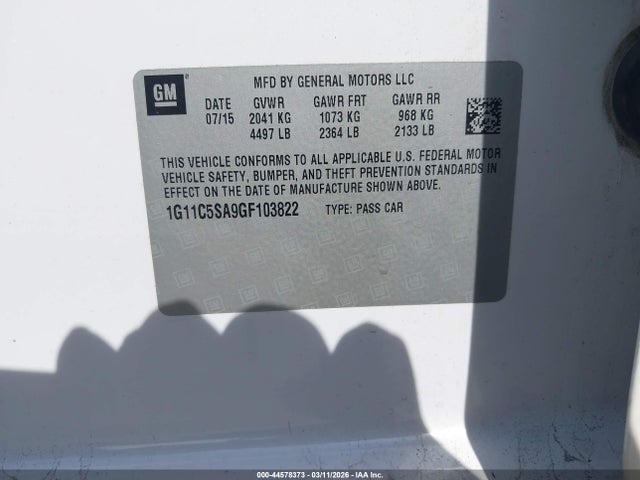 GM
MFD BY GENERAL MOTORS LLC
DATE GVWR GAWR FRT GAWR RR
07/15 2041 KG 1073 KG 968 KG
4497 LB 2364 LB 2133 LB
THIS VEHICLE CONFORMS TO ALL APPLICABLE U.S. FEDERAL MOTOR
VEHICLE SAFETY, BUMPER, AND THEFT PREVENTION STANDARDS IN
EFFECT ON THE DATE OF MANUFACTURE SHOWN ABOVE.
1G11C5SA9GF103822 TYPE: PASS CAR
000-44578373 | 03/11/2026 | IAA Inc.